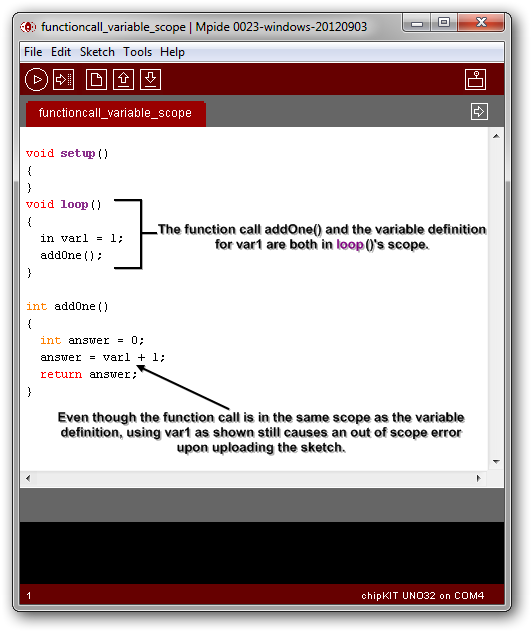 functioncall_variable_scope | Mpide 0023-windows-20120903
File Edit Sketch Tools Help
functioncall_variable_scope
void setup()
{
}
void loop()
{
in var1 = 1;
addOne();
}
The function call addOne() and the variable definition
for var1 are both in loop()'s scope.
int addOne()
{
int answer = 0;
answer = var1 + 1;
return answer;
}
Even though the function call is in the same scope as the variable
definition, using var1 as shown still causes an out of scope error
upon uploading the sketch.
1
chipKIT UNO32 on COM4